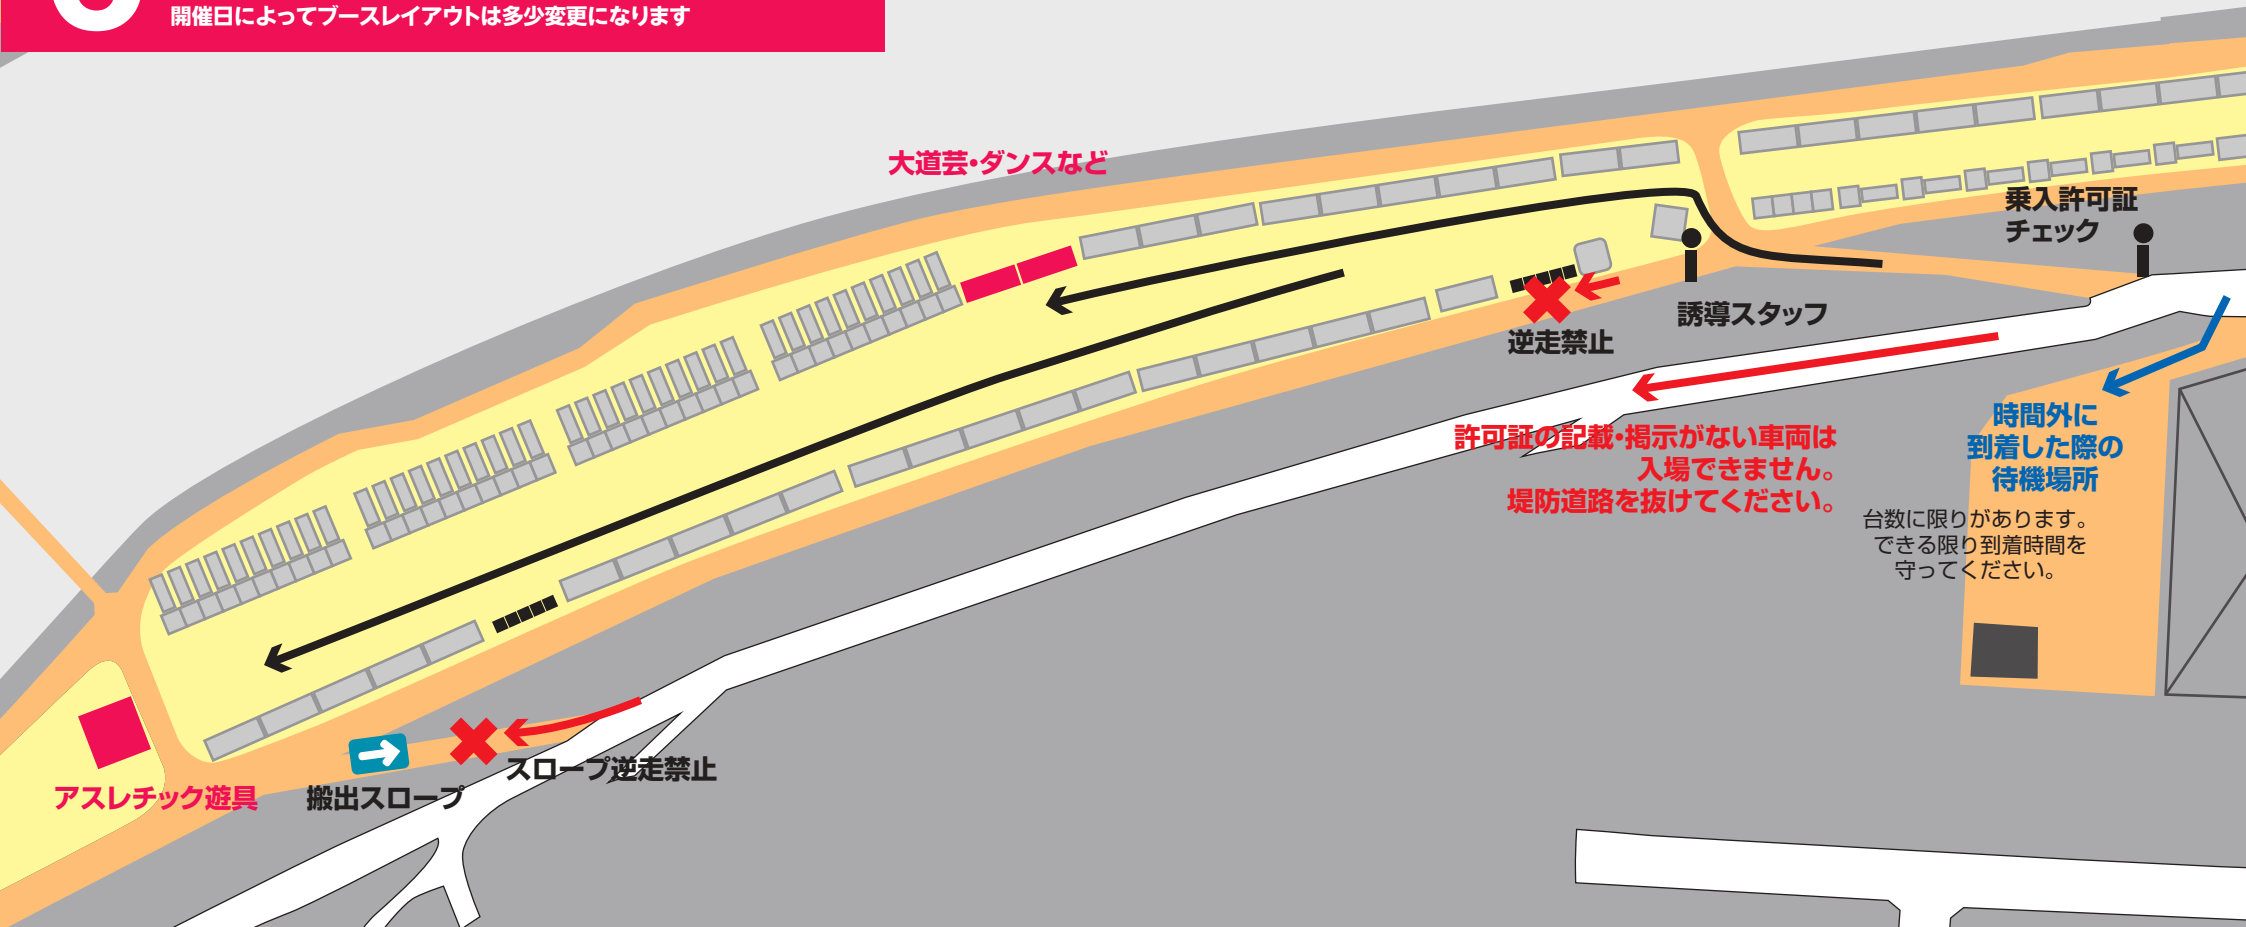 開催日によってブースレイアウトは多少変更になります
大道芸・ダンスなど
乗入許可証
チェック
誘導スタッフ
逆走禁止
許可証の記載・掲示がない車両は
入場できません。
堤防道路を抜けてください。
時間外に
到着した際の
待機場所
台数に限りがあります。
できる限り到着時間を
守ってください。
スロープ逆走禁止
搬出スロープ
アスレチック遊具